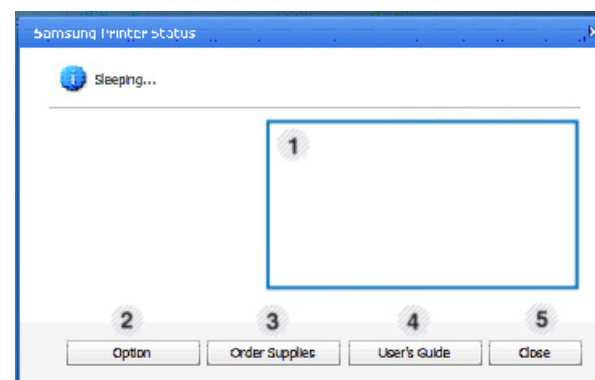 Samsung Printer Status
Sleeping...
1
2 3 4 5
Option Order Supplies User's Guide Close